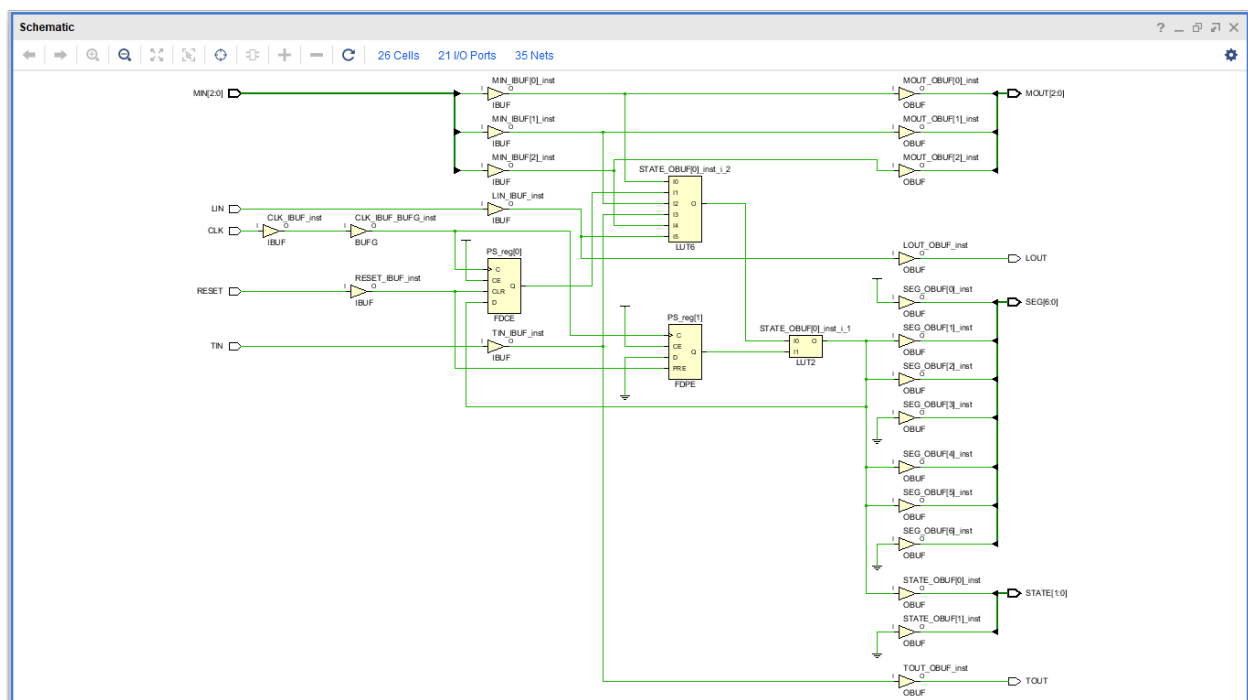 Schematic
26 Cells 21 I/O Ports 35 Nets
MIN[2:0]
MIN_IBUF[0]_inst
I O
IBUF
MIN_IBUF[1]_inst
I O
IBUF
MIN_IBUF[2]_inst
I O
IBUF
LIN
LIN_IBUF_inst
I O
IBUF
CLK
CLK_IBUF_inst
I O
IBUF
CLK_IBUF_BUFG_inst
I O
BUFG
RESET
RESET_IBUF_inst
I O
IBUF
TIN
TIN_IBUF_inst
I O
IBUF
PS_reg[0]
C
CE
CLR
D
Q
FDCE
STATE_OBUF[0]_inst_i_2
I0
I1
I2
I3
I4
I5
O
LUT6
PS_reg[1]
C
CE
D
PRE
Q
FDPE
STATE_OBUF[0]_inst_i_1
I0 O
I1
LUT2
MOUT_OBUF[0]_inst
I O
OBUF
MOUT[2:0]
MOUT_OBUF[1]_inst
I O
OBUF
MOUT_OBUF[2]_inst
I O
OBUF
LOUT_OBUF_inst
I O
OBUF
LOUT
SEG_OBUF[0]_inst
I O
OBUF
SEG[6:0]
SEG_OBUF[1]_inst
I O
OBUF
SEG_OBUF[2]_inst
I O
OBUF
SEG_OBUF[3]_inst
I O
OBUF
SEG_OBUF[4]_inst
I O
OBUF
SEG_OBUF[5]_inst
I O
OBUF
SEG_OBUF[6]_inst
I O
OBUF
STATE_OBUF[0]_inst
I O
OBUF
STATE[1:0]
STATE_OBUF[1]_inst
I O
OBUF
TOUT_OBUF_inst
I O
OBUF
TOUT